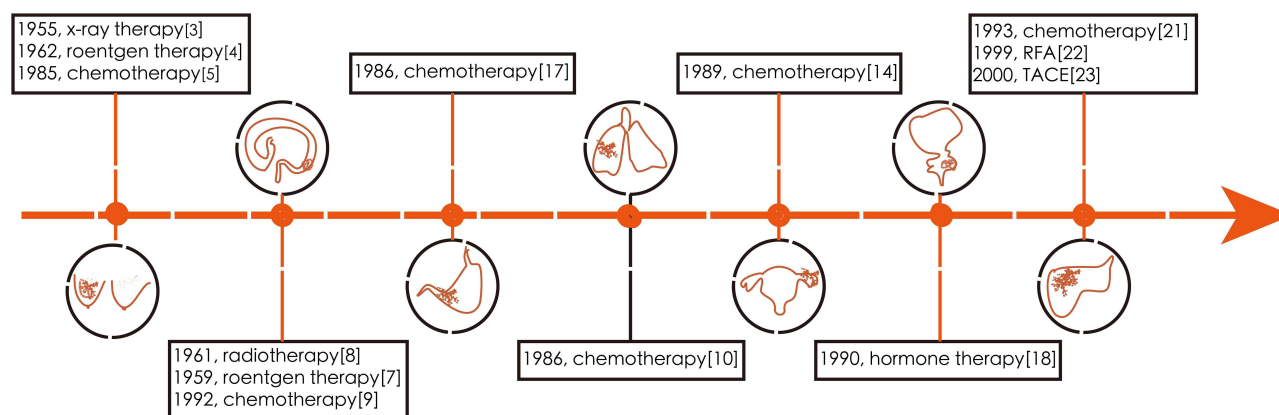 1955, x-ray therapy[3]
1962, roentgen therapy[4]
1985, chemotherapy[5]
1961, radiotherapy[8]
1959, roentgen therapy[7]
1992, chemotherapy[9]
1986, chemotherapy[17]
1986, chemotherapy[10]
1989, chemotherapy[14]
1990, hormone therapy[18]
1993, chemotherapy[21]
1999, RFA[22]
2000, TACE[23]